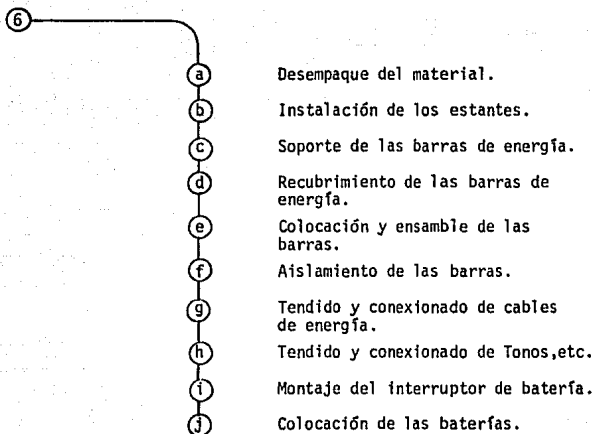 6
a Desempaque del material.
b Instalación de los estantes.
c Soporte de las barras de energía.
d Recubrimiento de las barras de
energía.
e Colocación y ensamble de las
barras.
f Aislamiento de las barras.
g Tendido y conexionado de cables
de energía.
h Tendido y conexionado de Tonos,etc.
i Montaje del interruptor de batería.
j Colocación de las baterías.